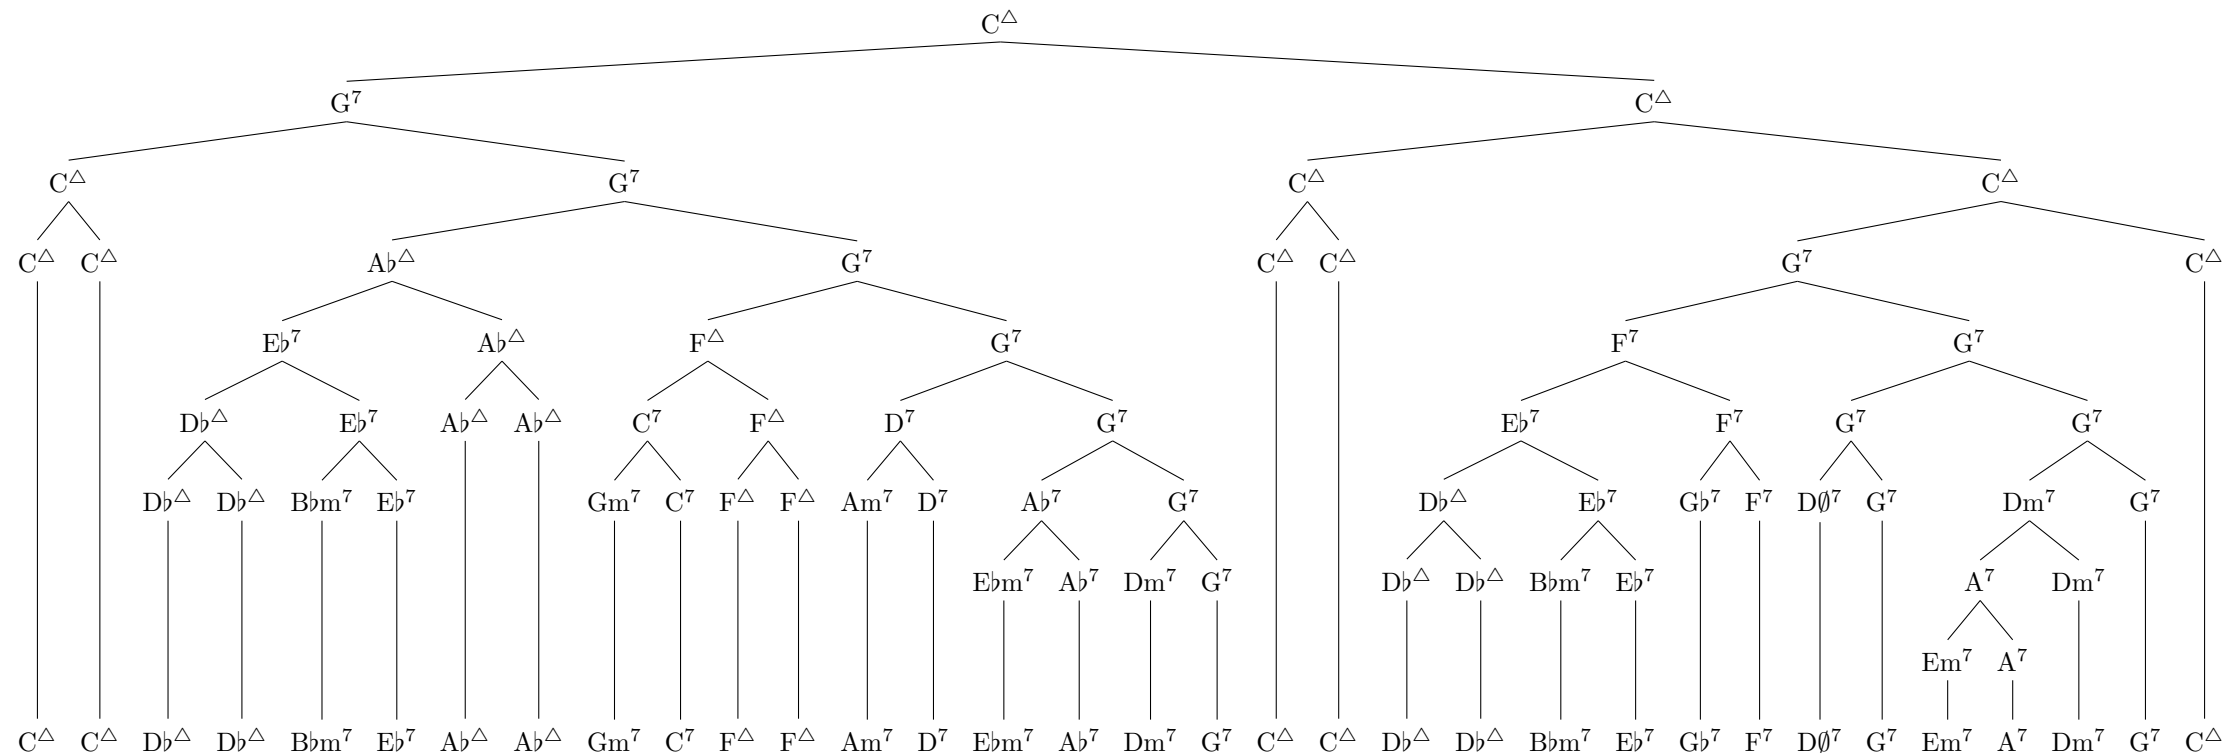 C△
G⁷ C△
C△ G⁷ C△ C△
C△ C△ A♭△ G⁷ C△ C△ G⁷ C△
E♭⁷ A♭△ F△ G⁷ F⁷ G⁷
D♭△ E♭⁷ A♭△ A♭△ C⁷ F△ D⁷ G⁷ E♭⁷ F⁷ G⁷ G⁷
D♭△ D♭△ B♭m⁷ E♭⁷ Gm⁷ C⁷ F△ F△ Am⁷ D⁷ A♭⁷ G⁷ D♭△ E♭⁷ G♭⁷ F⁷ D∅⁷ G⁷ Dm⁷ G⁷
E♭m⁷ A♭⁷ Dm⁷ G⁷ D♭△ D♭△ B♭m⁷ E♭⁷ A⁷ Dm⁷
Em⁷ A⁷
C△ C△ D♭△ D♭△ B♭m⁷ E♭⁷ A♭△ A♭△ Gm⁷ C⁷ F△ F△ Am⁷ D⁷ E♭m⁷ A♭⁷ Dm⁷ G⁷ C△ C△ D♭△ D♭△ B♭m⁷ E♭⁷ G♭⁷ F⁷ D∅⁷ G⁷ Em⁷ A⁷ Dm⁷ G⁷ C△